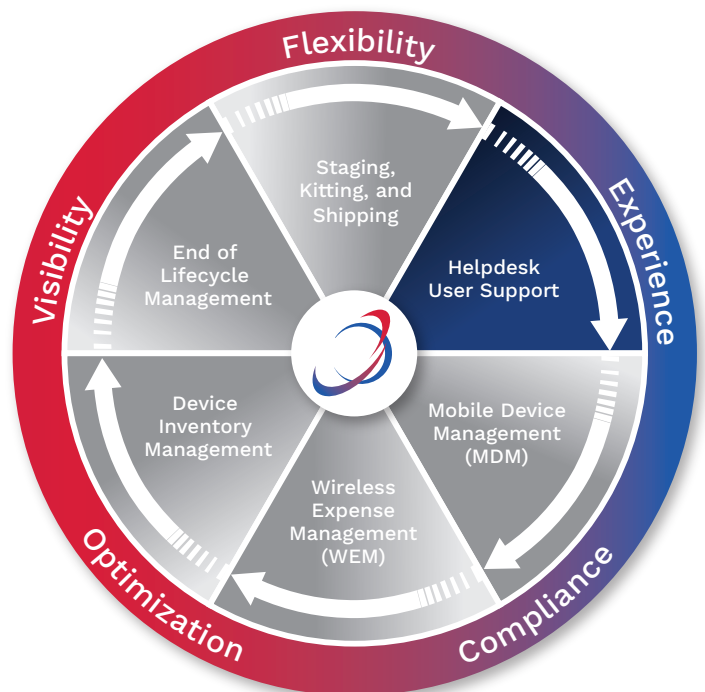 Flexibility
Experience
Compliance
Optimization
Visibility
Staging,
Kitting, and
Shipping
Helpdesk
User Support
Mobile Device
Management
(MDM)
Wireless
Expense
Management
(WEM)
Device
Inventory
Management
End of
Lifecycle
Management